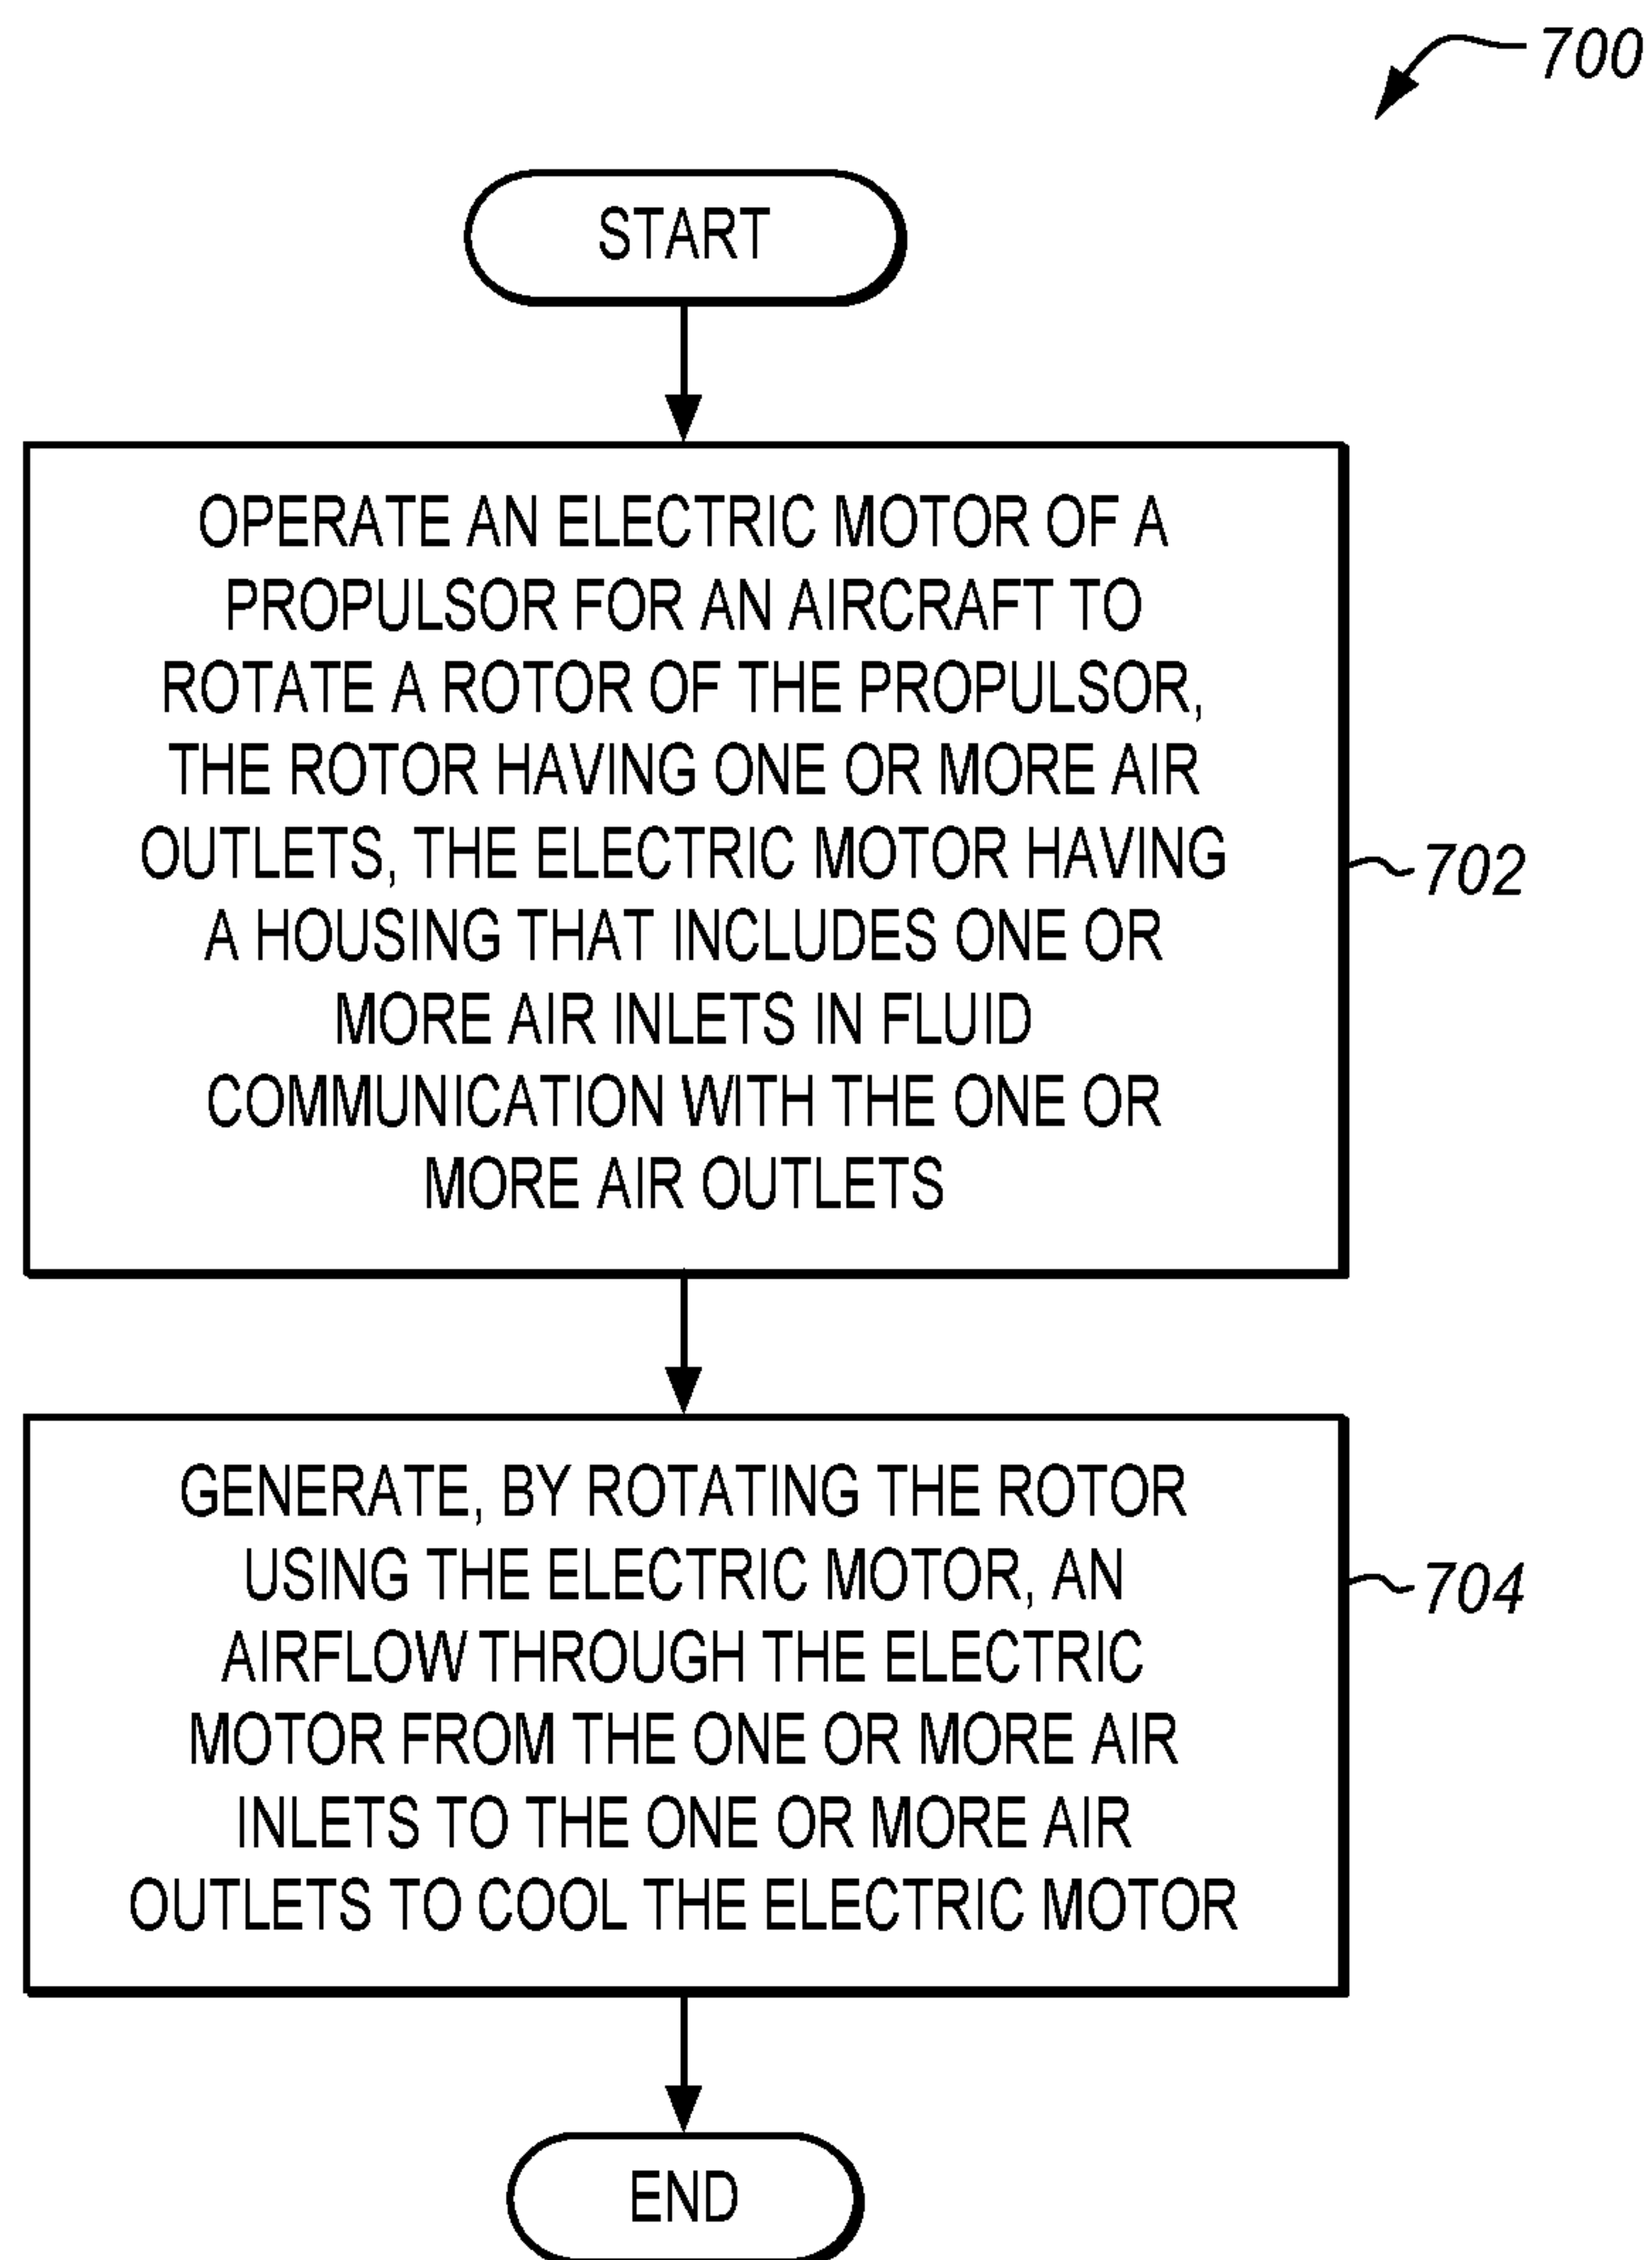 700
START
OPERATE AN ELECTRIC MOTOR OF A
PROPULSOR FOR AN AIRCRAFT TO
ROTATE A ROTOR OF THE PROPULSOR,
THE ROTOR HAVING ONE OR MORE AIR
OUTLETS, THE ELECTRIC MOTOR HAVING
A HOUSING THAT INCLUDES ONE OR
MORE AIR INLETS IN FLUID
COMMUNICATION WITH THE ONE OR
MORE AIR OUTLETS
702
GENERATE, BY ROTATING THE ROTOR
USING THE ELECTRIC MOTOR, AN
AIRFLOW THROUGH THE ELECTRIC
MOTOR FROM THE ONE OR MORE AIR
INLETS TO THE ONE OR MORE AIR
OUTLETS TO COOL THE ELECTRIC MOTOR
704
END